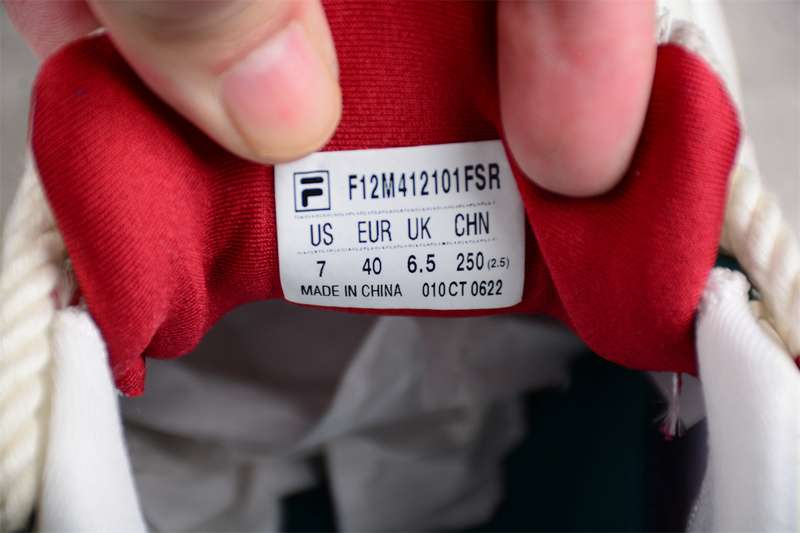 F F12M412101FSR
US EUR UK CHN
7 40 6.5 250 (2.5)
MADE IN CHINA 010CT 0622